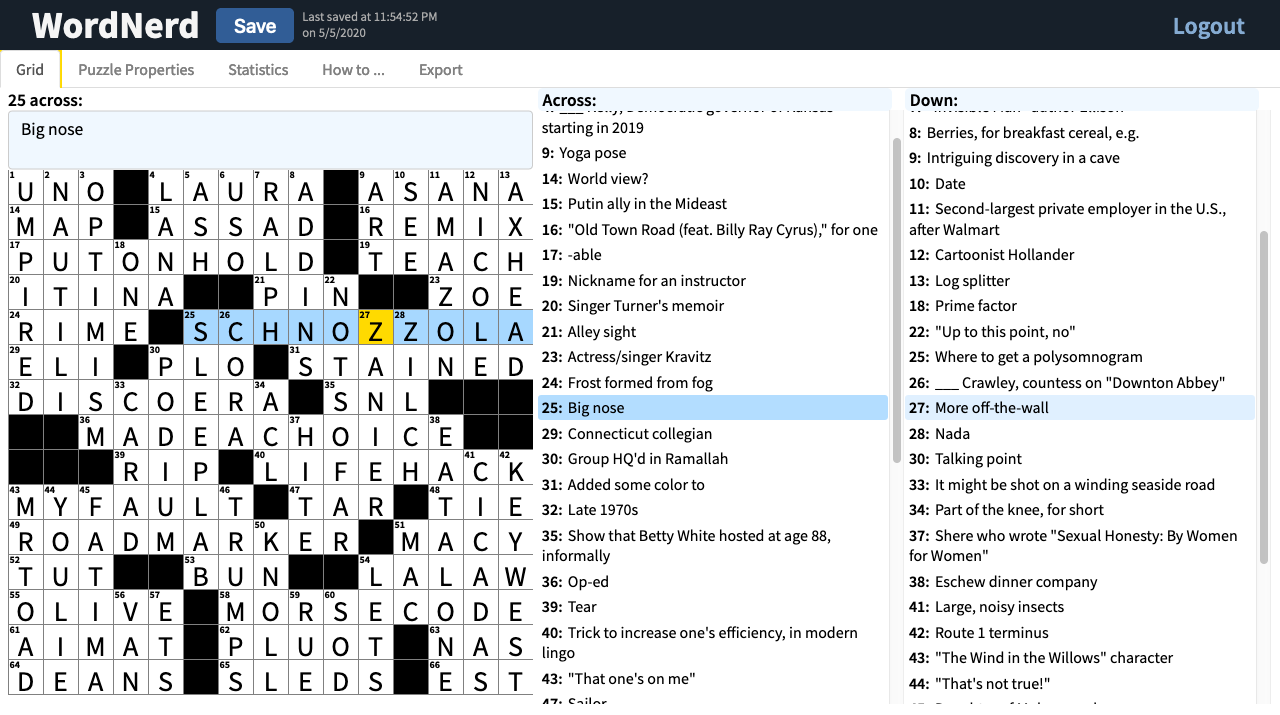 WordNerd
Save
Last saved at 11:54:52 PM
on 5/5/2020
Logout
Grid
Puzzle Properties
Statistics
How to ...
Export
25 across:
Big nose
1 2 3 4 5 6 7 8 9 10 11 12 13
U N O L A U R A A S A N A
14 15 16
M A P A S S A D R E M I X
17 18 19
P U T O N H O L D T E A C H
20 21 22 23
I T I N A P I N Z O E
24 25 26 27 28
R I M E S C H N O Z Z O L A
29 30 31
E L I P L O S T A I N E D
32 33 34 35
D I S C O E R A S N L
36 37 38
M A D E A C H O I C E
39 40 41 42
R I P L I F E H A C K
43 44 45 46 47 48
M Y F A U L T T A R T I E
49 50 51
R O A D M A R K E R M A C Y
52 53 54
T U T B U N L A L A W
55 56 57 58 59 60
O L I V E M O R S E C O D E
61 62 63
A I M A T P L U O T N A S
64 65 66
D E A N S S L E D S E S T
Across:
starting in 2019
9: Yoga pose
14: World view?
15: Putin ally in the Mideast
16: "Old Town Road (feat. Billy Ray Cyrus)," for one
17: -able
19: Nickname for an instructor
20: Singer Turner's memoir
21: Alley sight
23: Actress/singer Kravitz
24: Frost formed from fog
25: Big nose
29: Connecticut collegian
30: Group HQ'd in Ramallah
31: Added some color to
32: Late 1970s
35: Show that Betty White hosted at age 88,
informally
36: Op-ed
39: Tear
40: Trick to increase one's efficiency, in modern
lingo
43: "That one's on me"
47: Sailor
Down:
8: Berries, for breakfast cereal, e.g.
9: Intriguing discovery in a cave
10: Date
11: Second-largest private employer in the U.S.,
after Walmart
12: Cartoonist Hollander
13: Log splitter
18: Prime factor
22: "Up to this point, no"
25: Where to get a polysomnogram
26: ___ Crawley, countess on "Downton Abbey"
27: More off-the-wall
28: Nada
30: Talking point
33: It might be shot on a winding seaside road
34: Part of the knee, for short
37: Shere who wrote "Sexual Honesty: By Women
for Women"
38: Eschew dinner company
41: Large, noisy insects
42: Route 1 terminus
43: "The Wind in the Willows" character
44: "That's not true!"